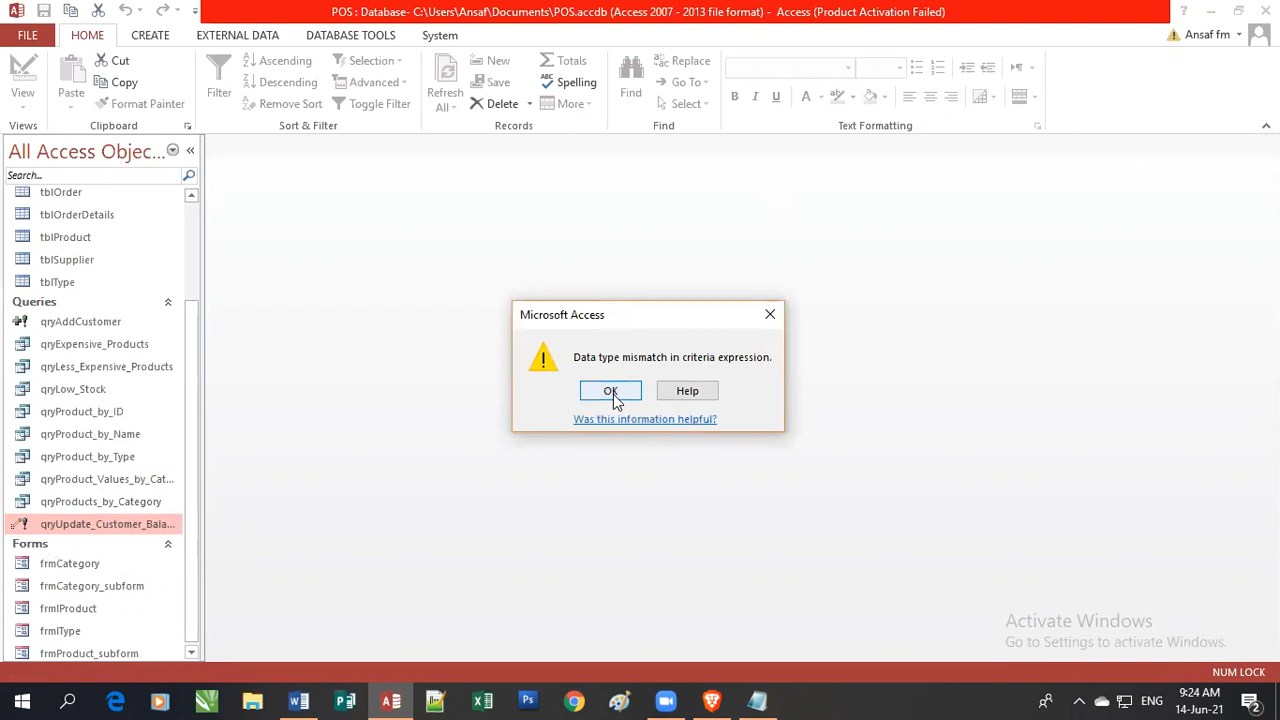 POS : Database- C:\Users\Ansaf\Documents\POS.accdb (Access 2007 - 2013 file format) - Access (Product Activation Failed)
FILE HOME CREATE EXTERNAL DATA DATABASE TOOLS System Ansaf fm
View
Views
Paste
Cut
Copy
Format Painter
Clipboard
Filter
Ascending
Descending
Remove Sort
Selection
Advanced
Toggle Filter
Sort & Filter
Refresh
All
New
Save
Delete
Totals
Spelling
More
Records
Find
Replace
Go To
Select
Find
B I U A
Text Formatting
All Access Objec...
Search...
tblOrder
tblOrderDetails
tblProduct
tblSupplier
tblType
Queries
qryAddCustomer
qryExpensive_Products
qryLess_Expensive_Products
qryLow_Stock
qryProduct_by_ID
qryProduct_by_Name
qryProduct_by_Type
qryProduct_Values_by_Cat...
qryProducts_by_Category
qryUpdate_Customer_Bala...
Forms
frmCategory
frmCategory_subform
frmlProduct
frmlType
frmProduct_subform
Microsoft Access
Data type mismatch in criteria expression.
OK Help
Was this information helpful?
Activate Windows
Go to Settings to activate Windows.
NUM LOCK
ENG
9:24 AM
14-Jun-21
2